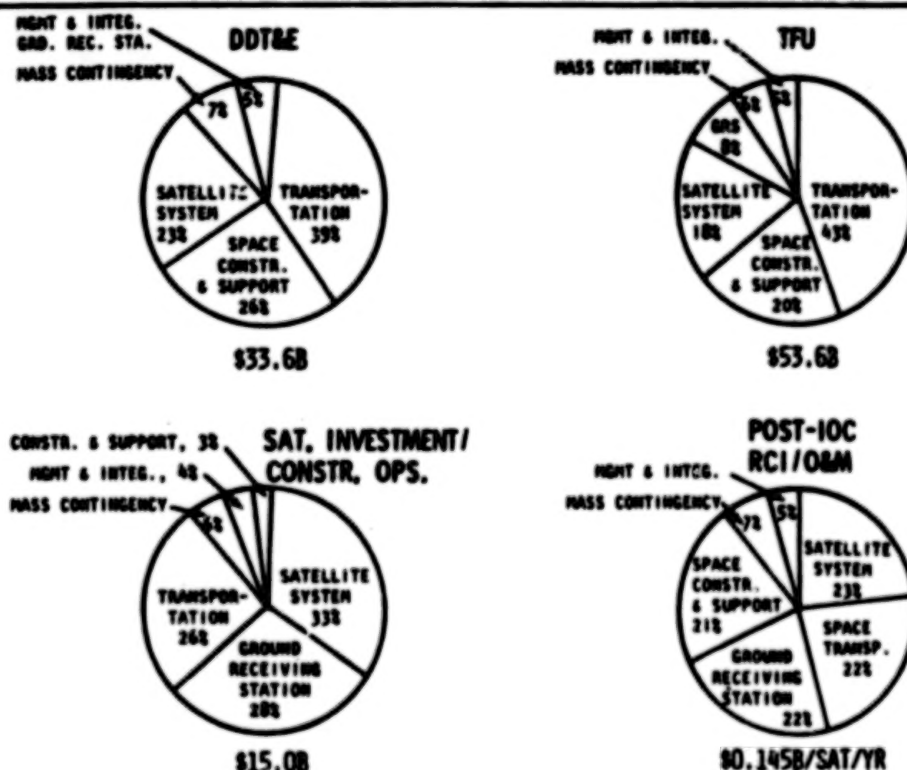 DDT&E
MGMT & INTEG.
GRD. REC. STA.
MASS CONTINGENCY
7%
5%
SATELLITE
SYSTEM
23%
TRANSPOR-
TATION
39%
SPACE
CONSTR.
& SUPPORT
26%
$33.6B
TFU
MGMT & INTEG.
MASS CONTINGENCY
6%
5%
GRS
8%
SATELLITE
SYSTEM
18%
TRANSPOR-
TATION
43%
SPACE
CONSTR.
& SUPPORT
20%
$53.6B
SAT. INVESTMENT/
CONSTR. OPS.
CONSTR. & SUPPORT, 3%
MGMT & INTEG., 4%
MASS CONTINGENCY
6%
TRANSPOR-
TATION
26%
SATELLITE
SYSTEM
33%
GROUND
RECEIVING
STATION
28%
$15.0B
POST-IOC
RCI/O&M
MGMT & INTEG.
MASS CONTINGENCY
7%
5%
SPACE
CONSTR.
& SUPPORT
21%
SATELLITE
SYSTEM
23%
SPACE
TRANSP.
22%
GROUND
RECEIVING
STATION
22%
$0.145B/SAT/YR